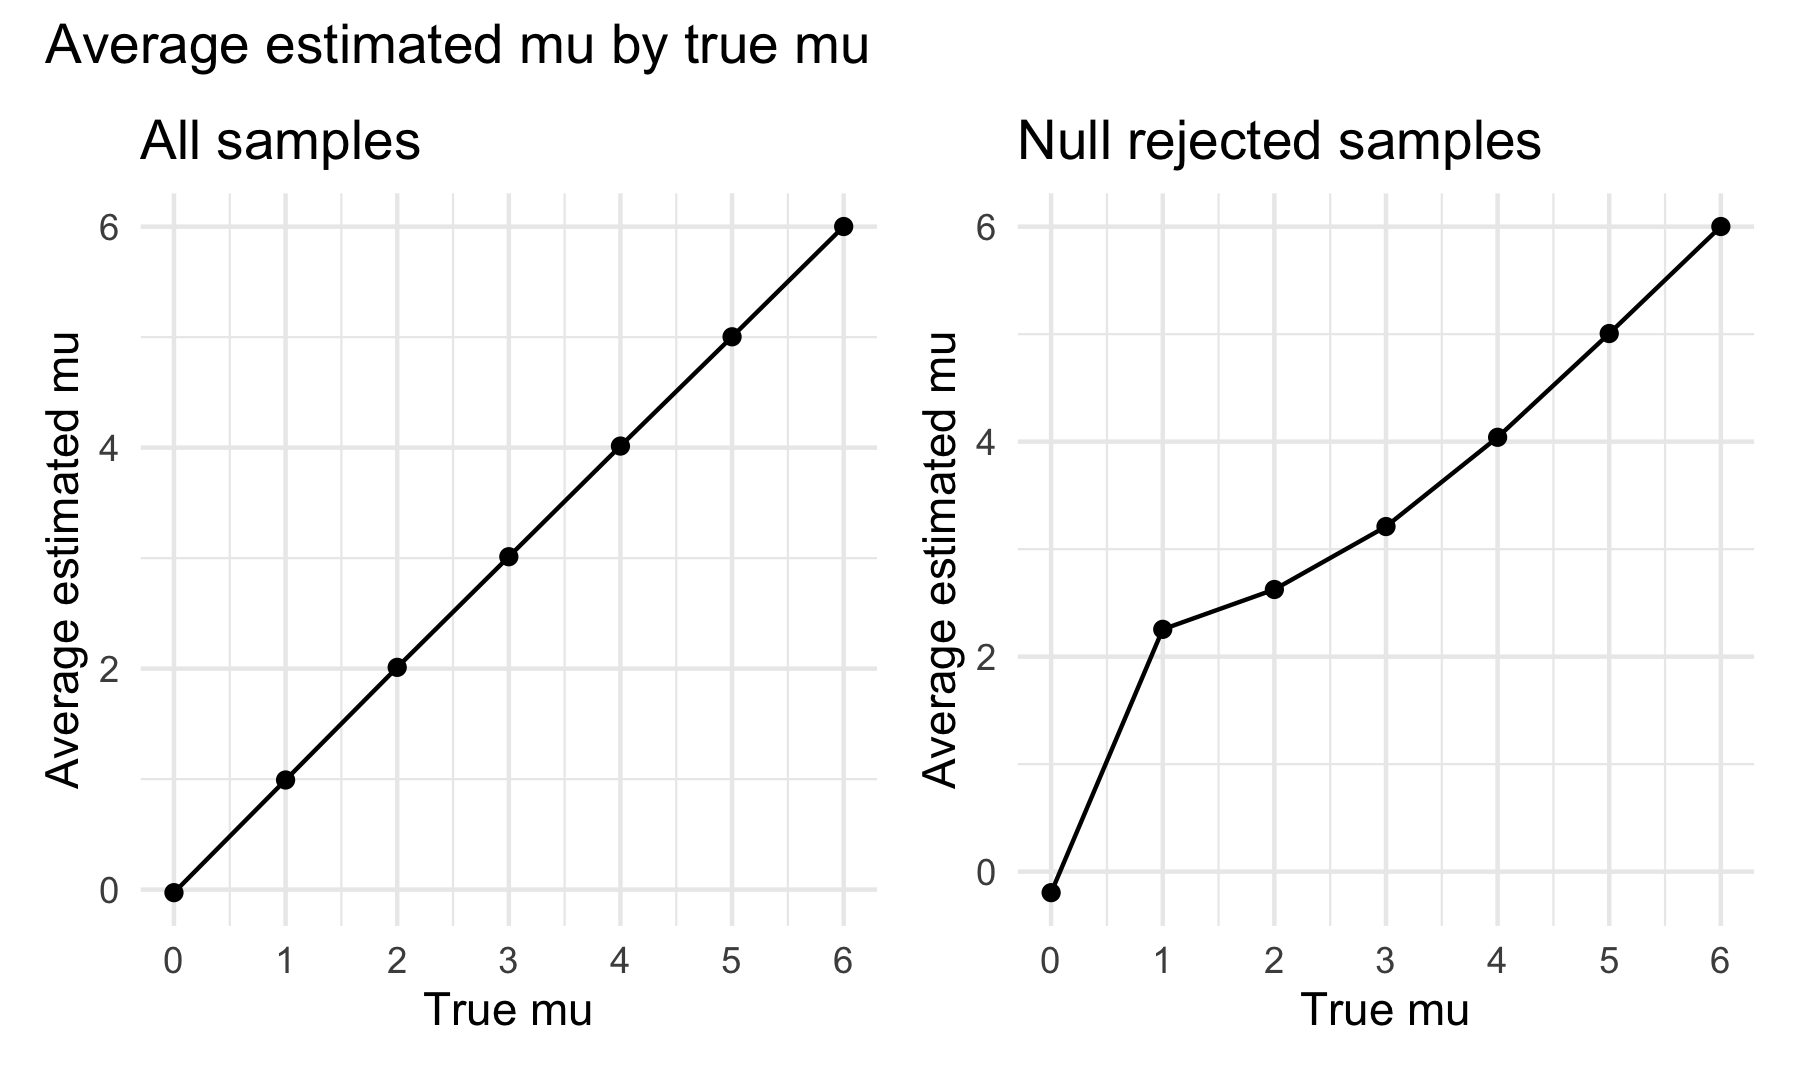 Average estimated mu by true mu
All samples
Average estimated mu
6
4
2
0
0 1 2 3 4 5 6
True mu
Null rejected samples
Average estimated mu
6
4
2
0
0 1 2 3 4 5 6
True mu